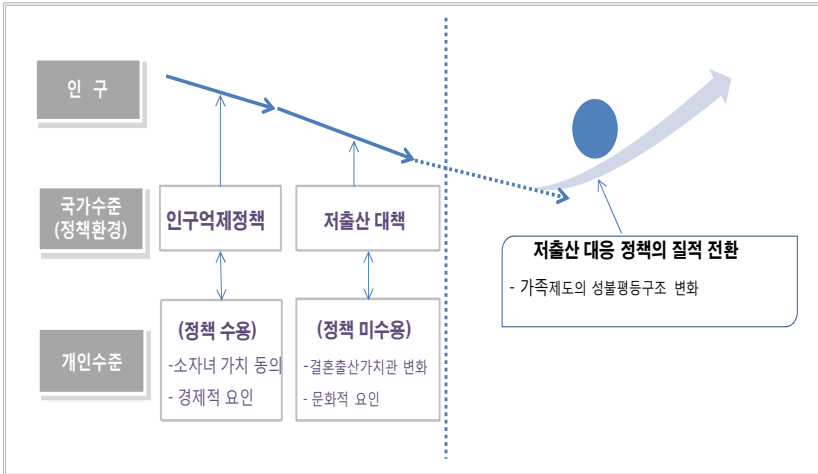 인 구
국가수준
(정책환경)
인구억제정책
저출산 대책
저출산 대응 정책의 질적 전환
- 가족제도의 성불평등구조 변화
개인수준
(정책 수용)
-소자녀 가치 동의
- 경제적 요인
(정책 미수용)
-결혼출산가치관 변화
- 문화적 요인